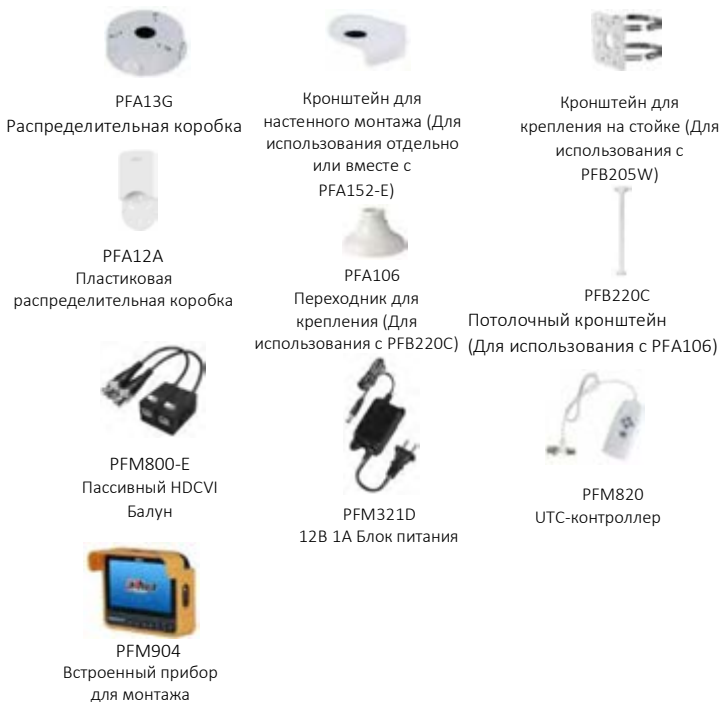 PFA13G
Распределительная коробка
Кронштейн для
настенного монтажа (Для
использования отдельно
или вместе с
PFA152-E)
Кронштейн для
крепления на стойке (Для
использования с
PFB205W)
PFA12A
Пластиковая
распределительная коробка
PFA106
Переходник для
крепления (Для
использования с PFB220C)
PFB220C
Потолочный кронштейн
(Для использования с PFA106)
PFM800-E
Пассивный HDCVI
Балун
PFM321D
12В 1А Блок питания
PFM820
UTC-контроллер
PFM904
Встроенный прибор
для монтажа